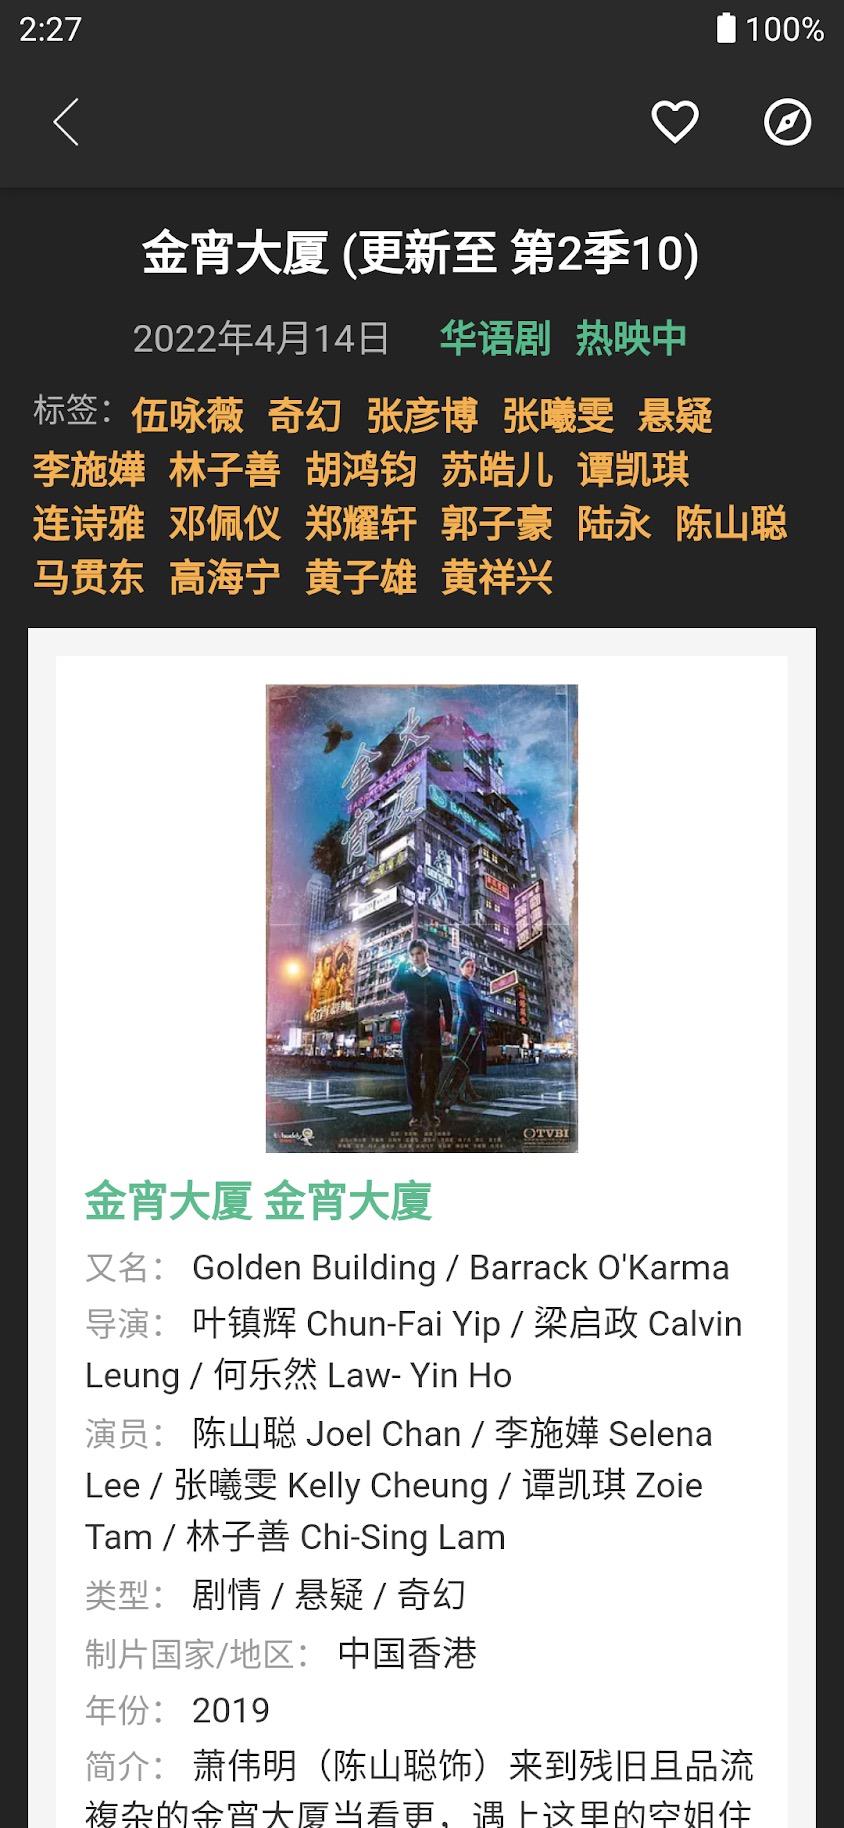 2:27
100%
金宵大厦 (更新至 第2季10)
2022年4月14日 华语剧 热映中
标签： 伍咏薇 奇幻 张彦博 张曦雯 悬疑
李施嬅 林子善 胡鸿钧 苏皓儿 谭凯琪
连诗雅 邓佩仪 郑耀轩 郭子豪 陆永 陈山聪
马贯东 高海宁 黄子雄 黄祥兴
金宵
大厦
BABY
TVBI
金宵大厦 金宵大廈
又名： Golden Building / Barrack O'Karma
导演： 叶镇辉 Chun-Fai Yip / 梁启政 Calvin
Leung / 何乐然 Law- Yin Ho
演员： 陈山聪 Joel Chan / 李施嬅 Selena
Lee / 张曦雯 Kelly Cheung / 谭凯琪 Zoie
Tam / 林子善 Chi-Sing Lam
类型： 剧情 / 悬疑 / 奇幻
制片国家/地区： 中国香港
年份： 2019
简介： 萧伟明（陈山聪饰）来到残旧且品流
複杂的金宵大厦当看更，遇上这里的空姐住